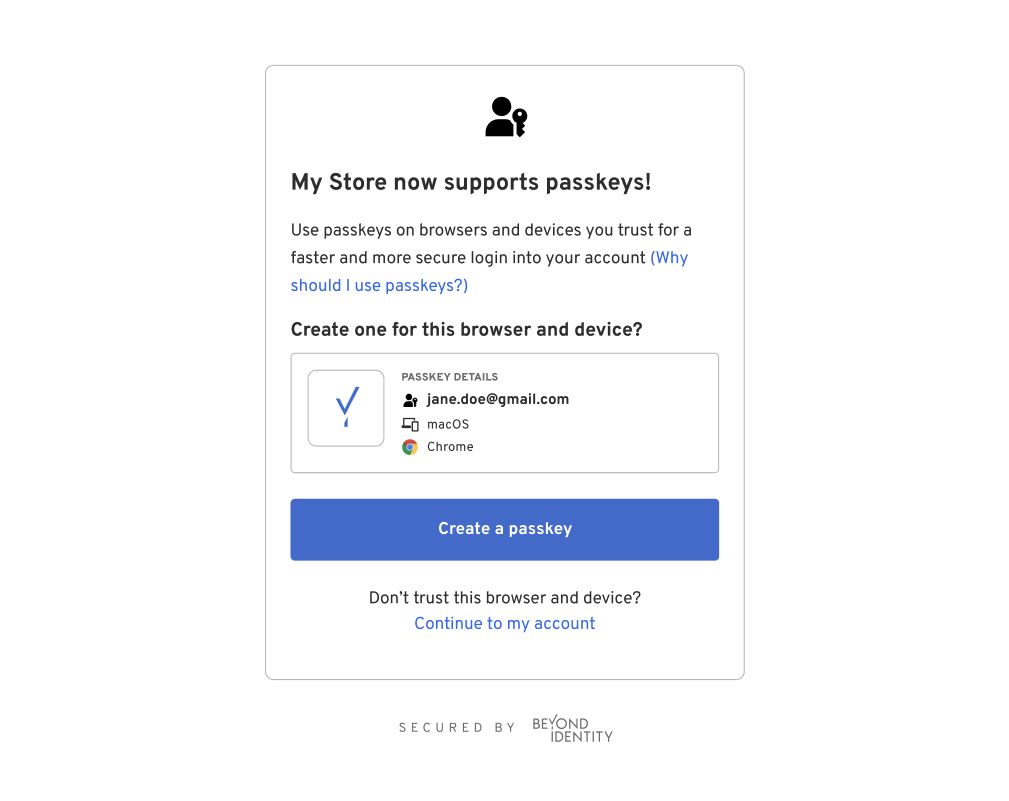 My Store now supports passkeys!
Use passkeys on browsers and devices you trust for a
faster and more secure login into your account (Why
should I use passkeys?)
Create one for this browser and device?
PASSKEY DETAILS
jane.doe@gmail.com
macOS
Chrome
Create a passkey
Don’t trust this browser and device?
Continue to my account
SECURED BY BEYOND
IDENTITY